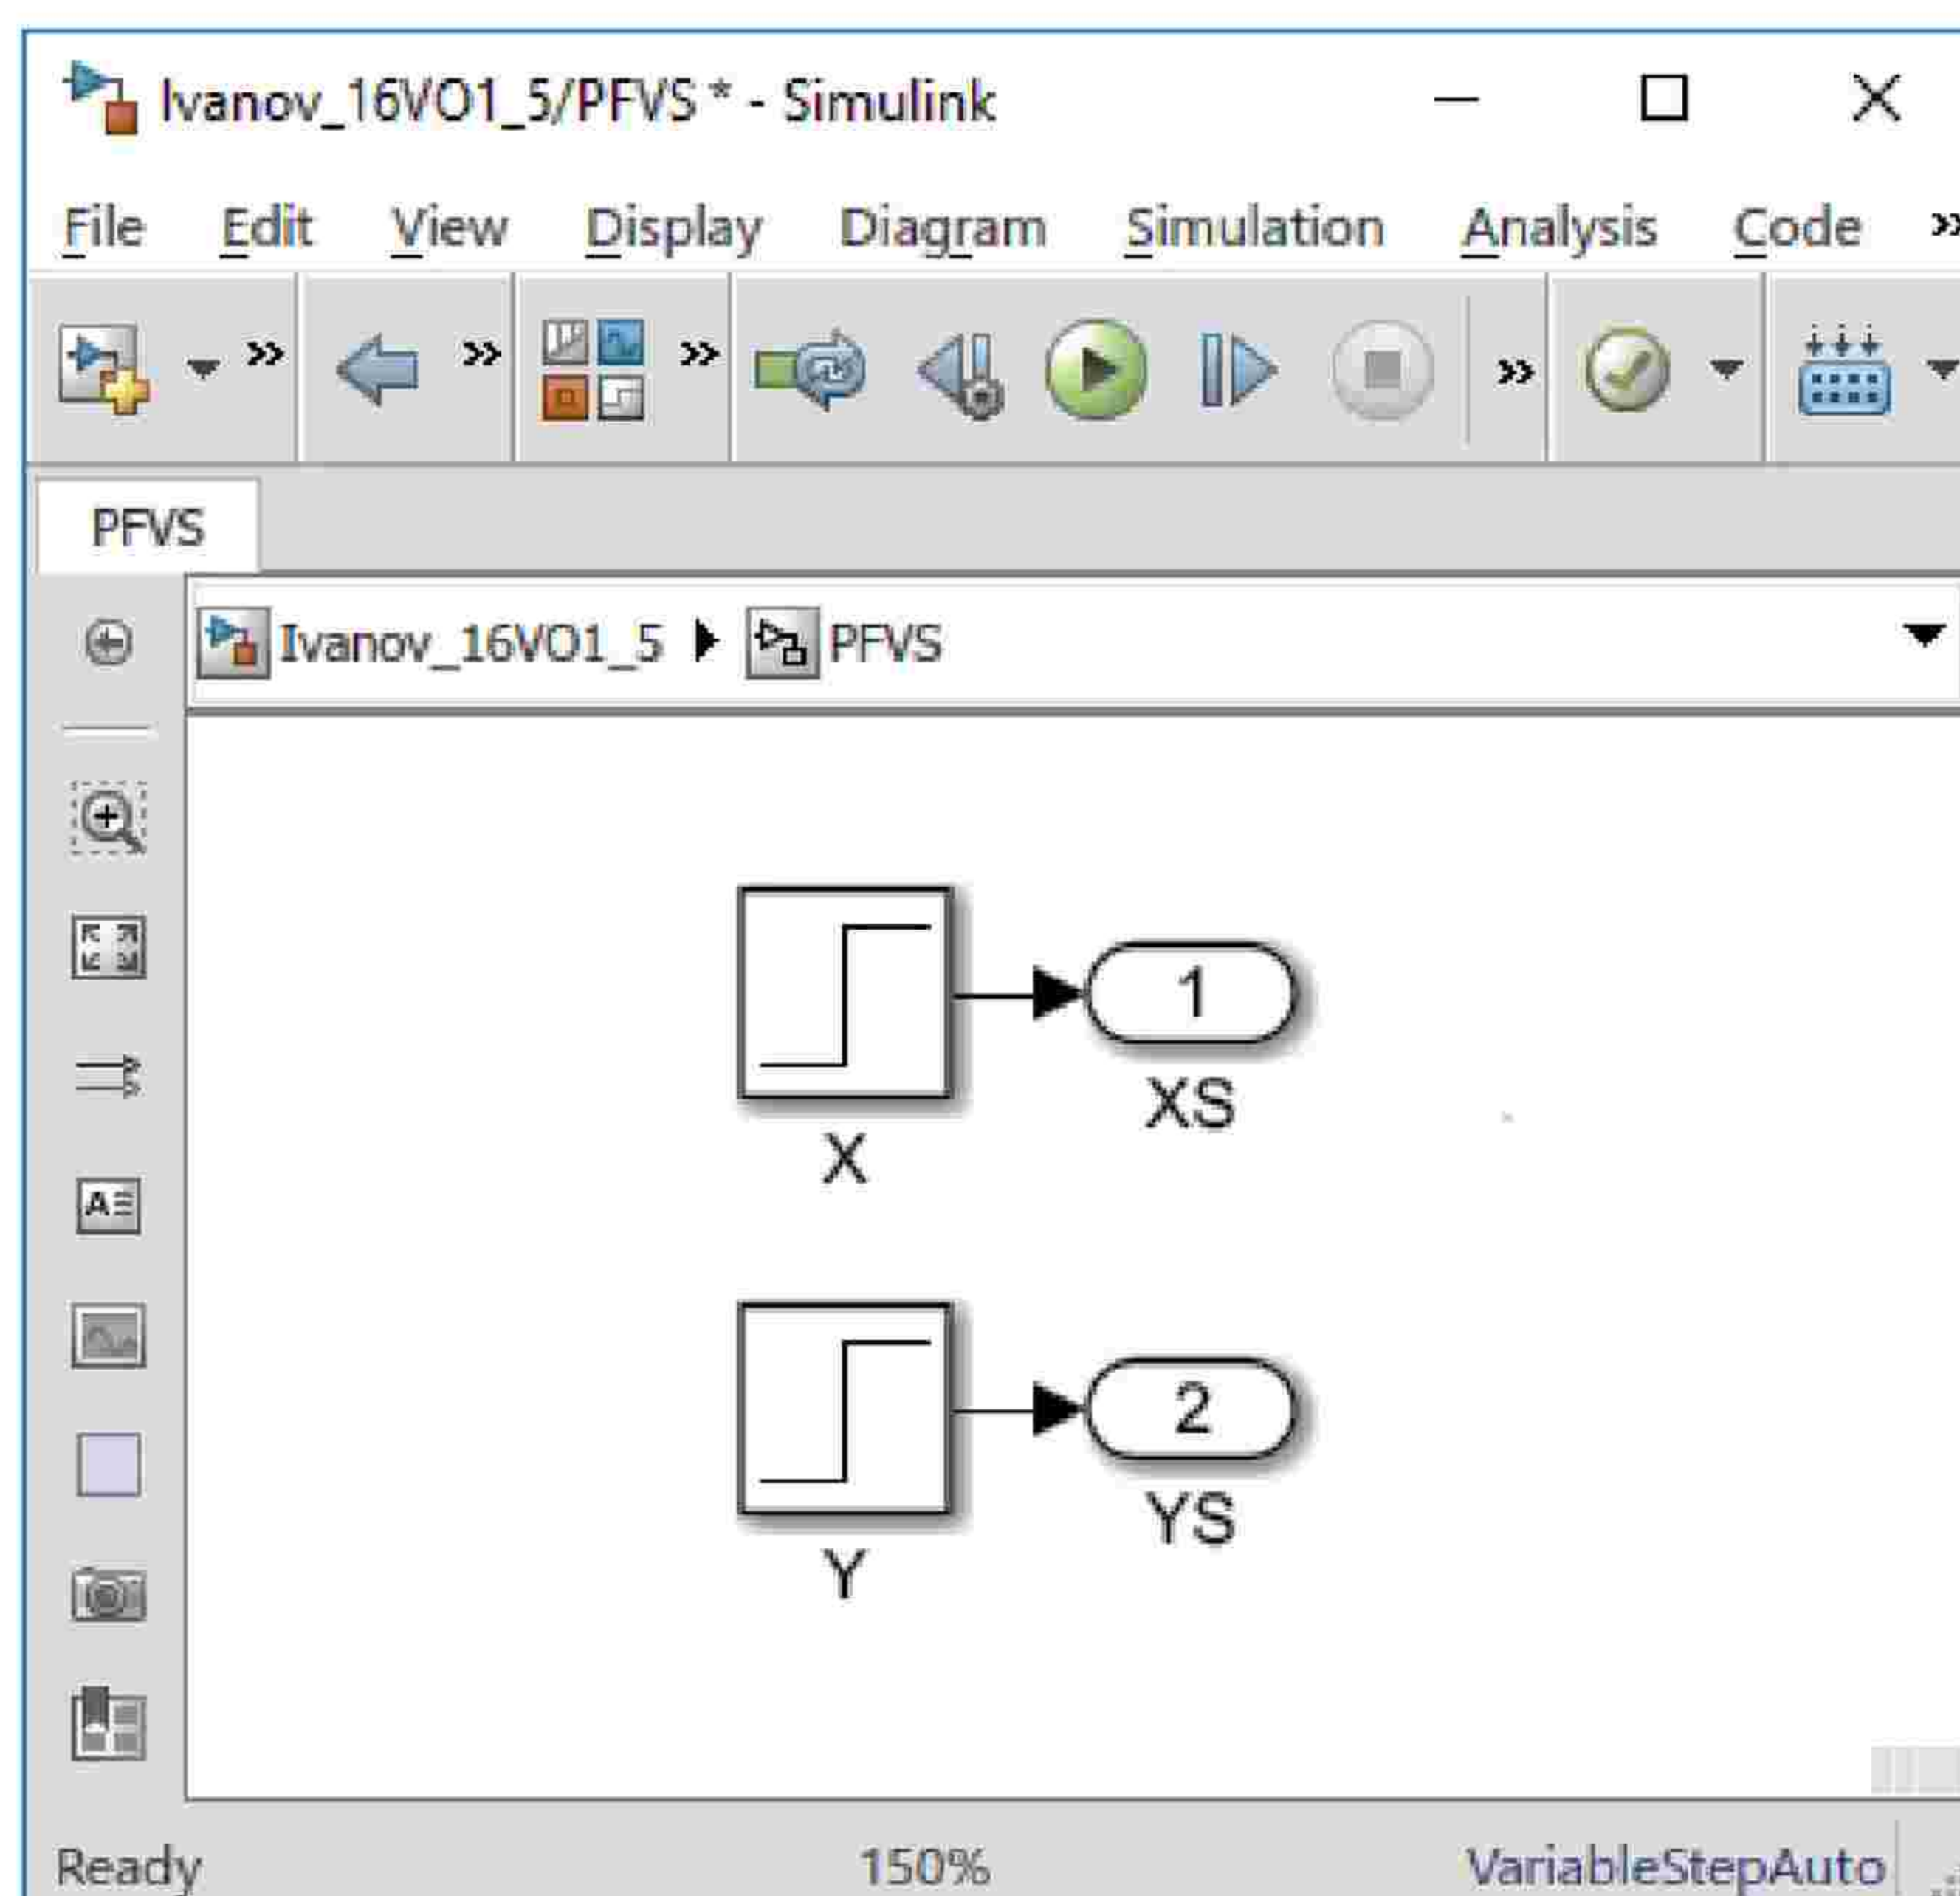 Ivanov_16VO1_5/PFVS * - Simulink
File Edit View Display Diagram Simulation Analysis Code »
PFVS
Ivanov_16VO1_5 PFVS
1
XS
X
2
YS
Y
Ready 150% VariableStepAuto